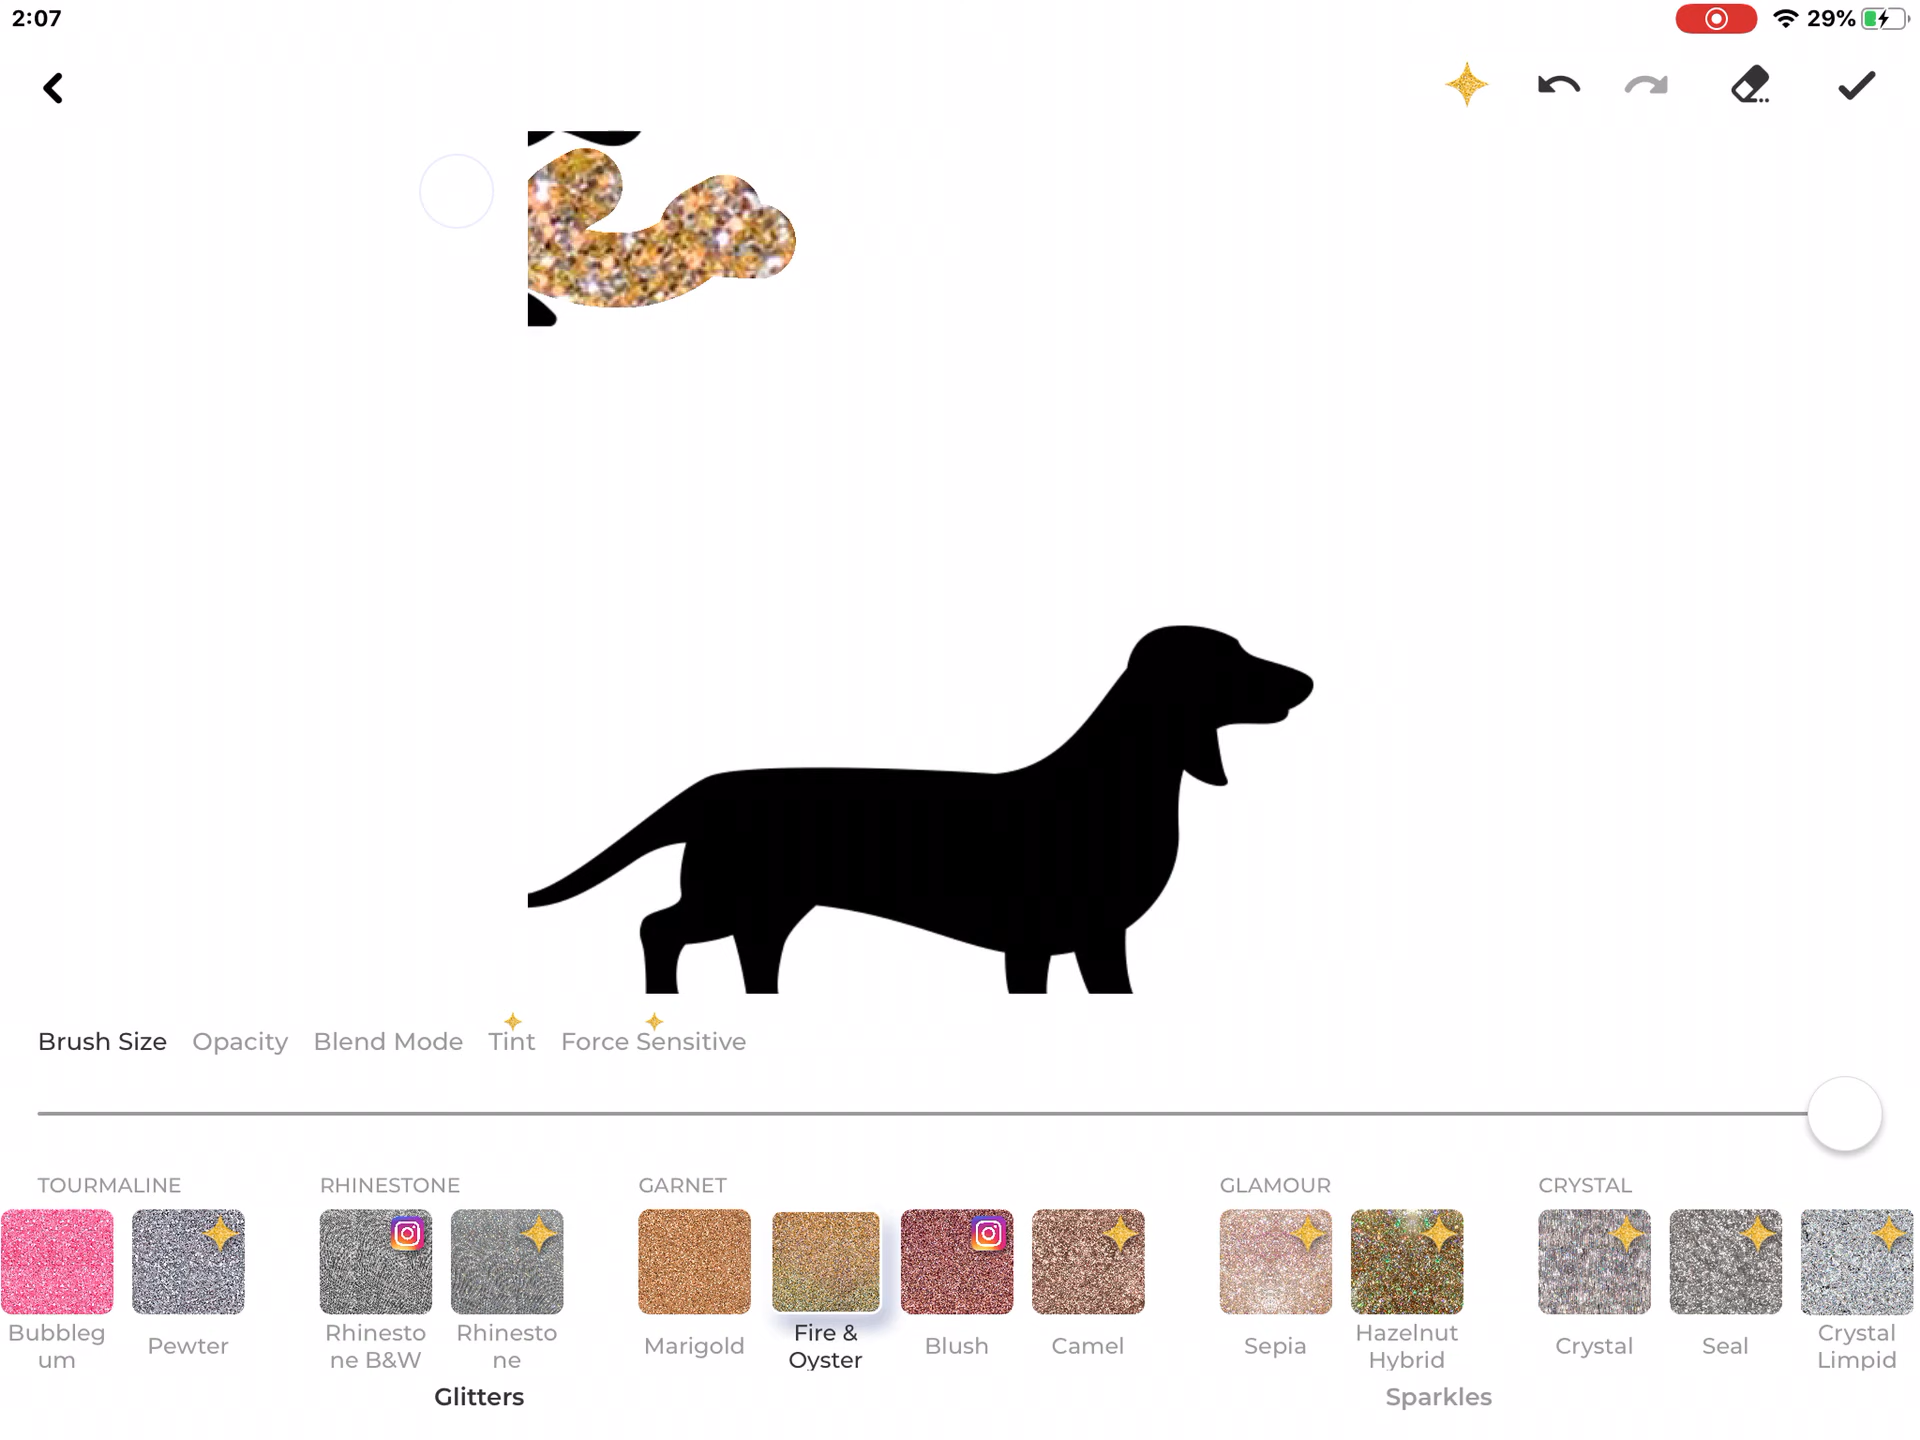 2:07
29%
Brush Size Opacity Blend Mode Tint Force Sensitive
TOURMALINE RHINESTONE GARNET GLAMOUR CRYSTAL
Bubbleg
um
Pewter
Rhinesto
ne B&W
Rhinesto
ne
Marigold
Fire &
Oyster
Blush
Camel
Sepia
Hazelnut
Hybrid
Crystal
Seal
Crystal
Limpid
Glitters Sparkles